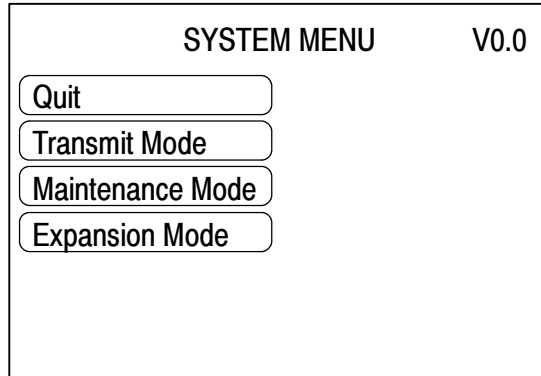 SYSTEM MENU V0.0
Quit
Transmit Mode
Maintenance Mode
Expansion Mode